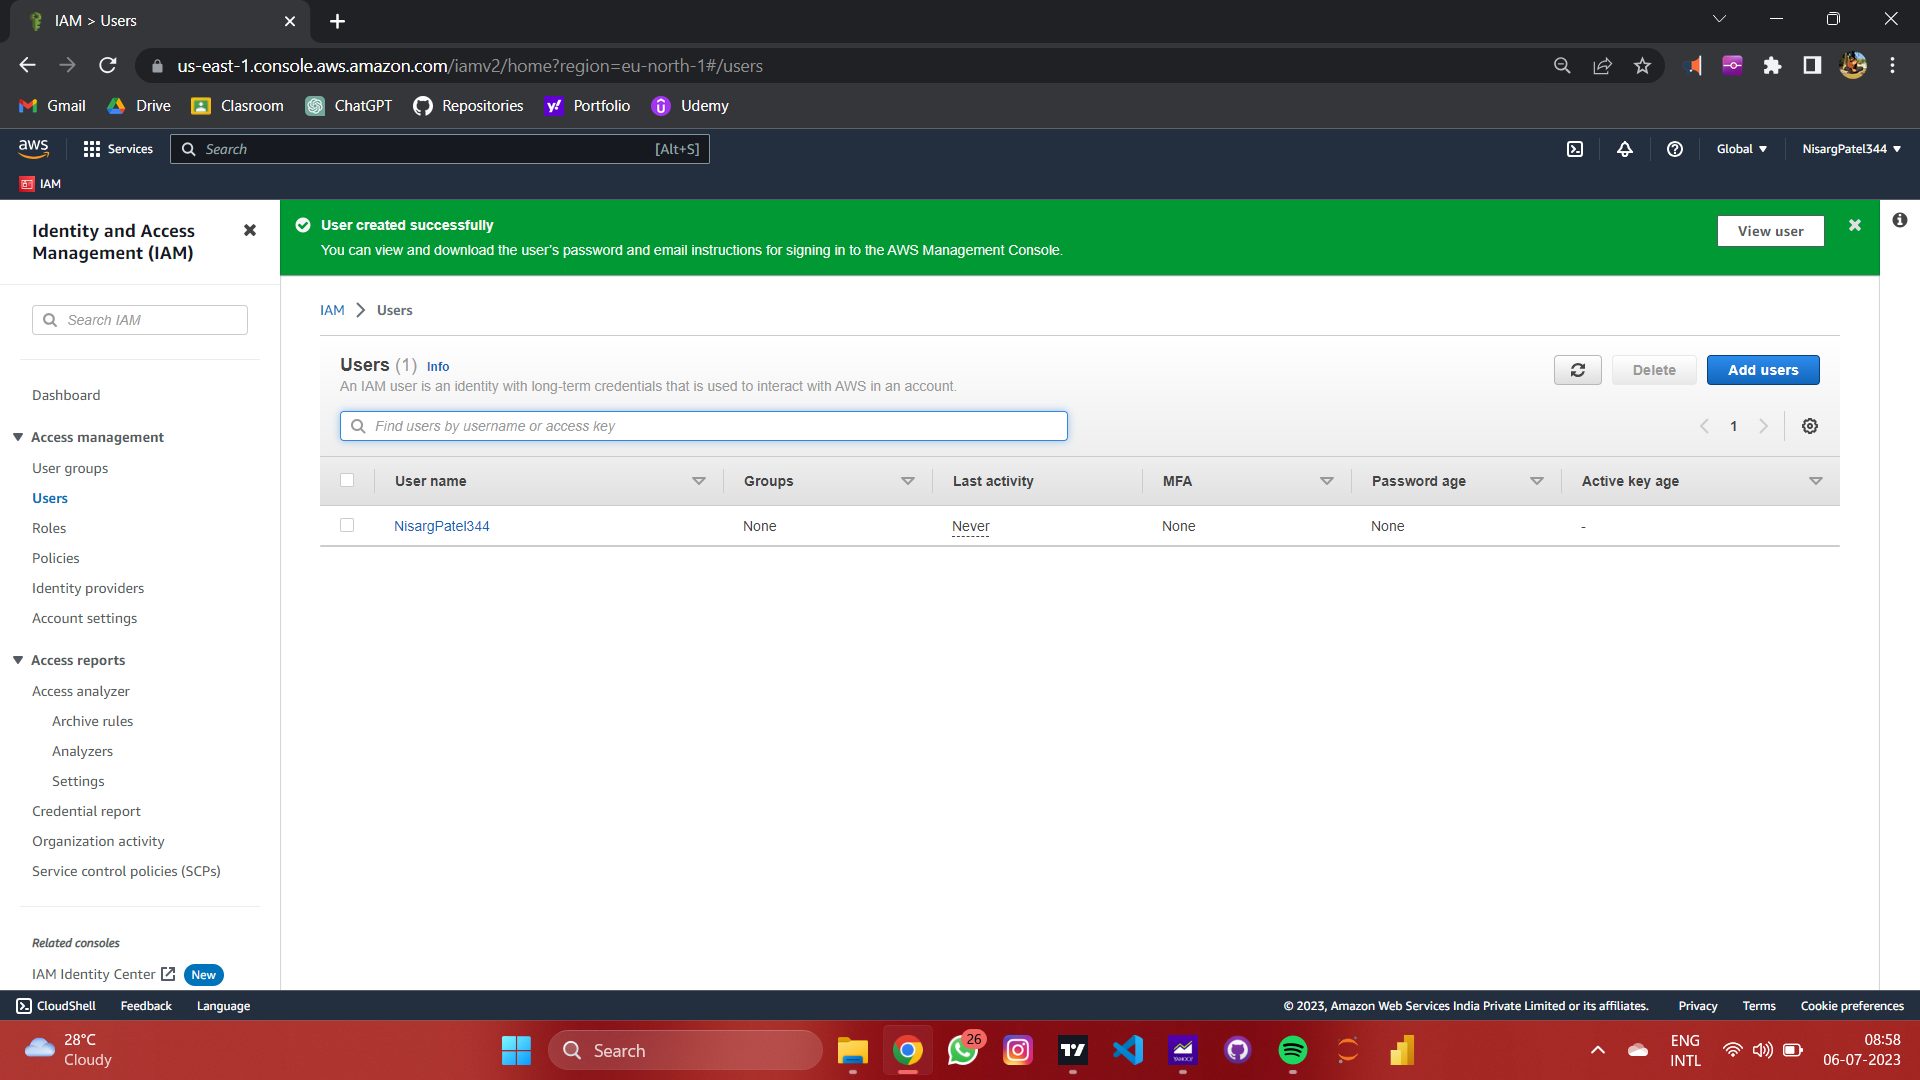 IAM > Users
us-east-1.console.aws.amazon.com/iamv2/home?region=eu-north-1#/users
Gmail
Drive
Clasroom
ChatGPT
Repositories
Portfolio
Udemy
aws
Services
Search
[Alt+S]
Global
NisargPatel344
IAM
Identity and Access
Management (IAM)
Search IAM
Dashboard
Access management
User groups
Users
Roles
Policies
Identity providers
Account settings
Access reports
Access analyzer
Archive rules
Analyzers
Settings
Credential report
Organization activity
Service control policies (SCPs)
Related consoles
IAM Identity Center
New
User created successfully
You can view and download the user's password and email instructions for signing in to the AWS Management Console.
View user
IAM > Users
Users (1) Info
An IAM user is an identity with long-term credentials that is used to interact with AWS in an account.
Delete
Add users
Find users by username or access key
1
User name
Groups
Last activity
MFA
Password age
Active key age
NisargPatel344
None
Never
None
None
-
CloudShell
Feedback
Language
© 2023, Amazon Web Services India Private Limited or its affiliates.
Privacy
Terms
Cookie preferences
28°C
Cloudy
Search
26
ENG
INTL
08:58
06-07-2023